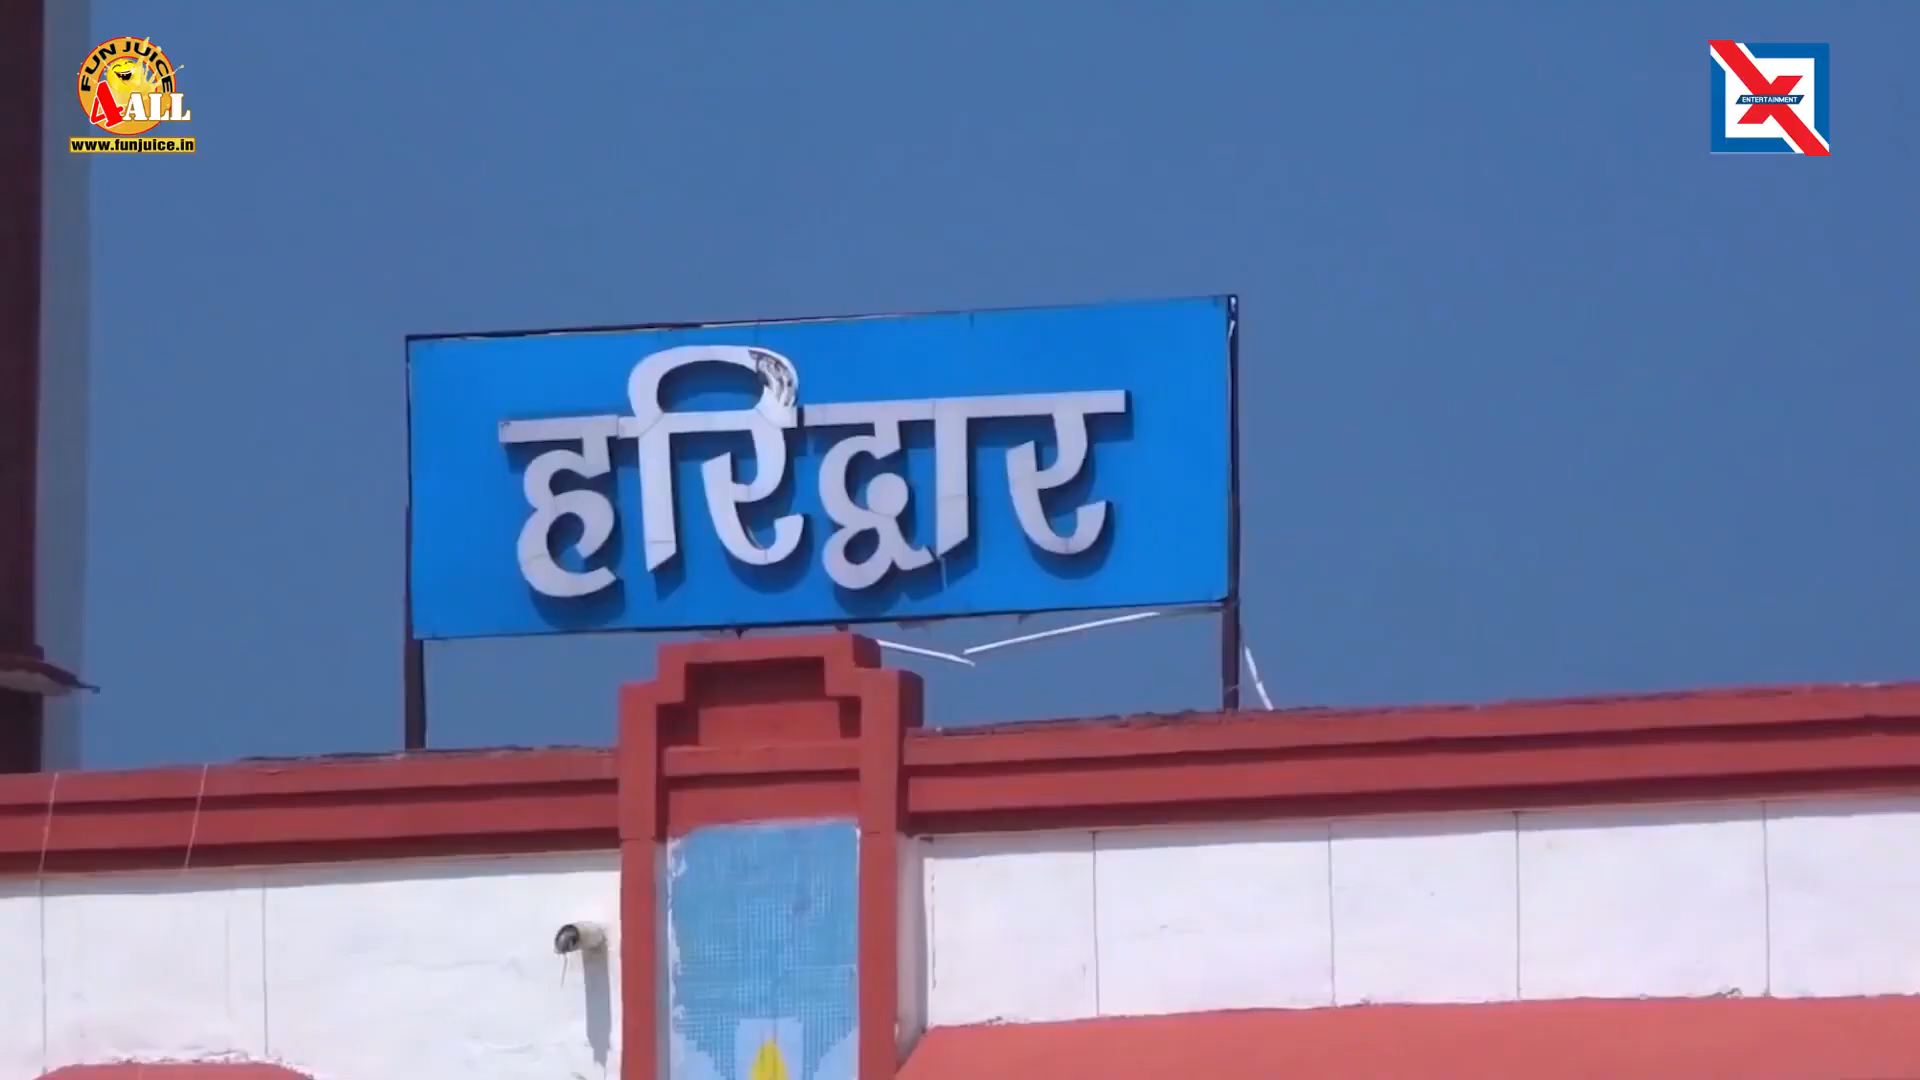 FUN JUICE
4ALL
www.funjuice.in
ENTERTAINMENT
हरिद्वार